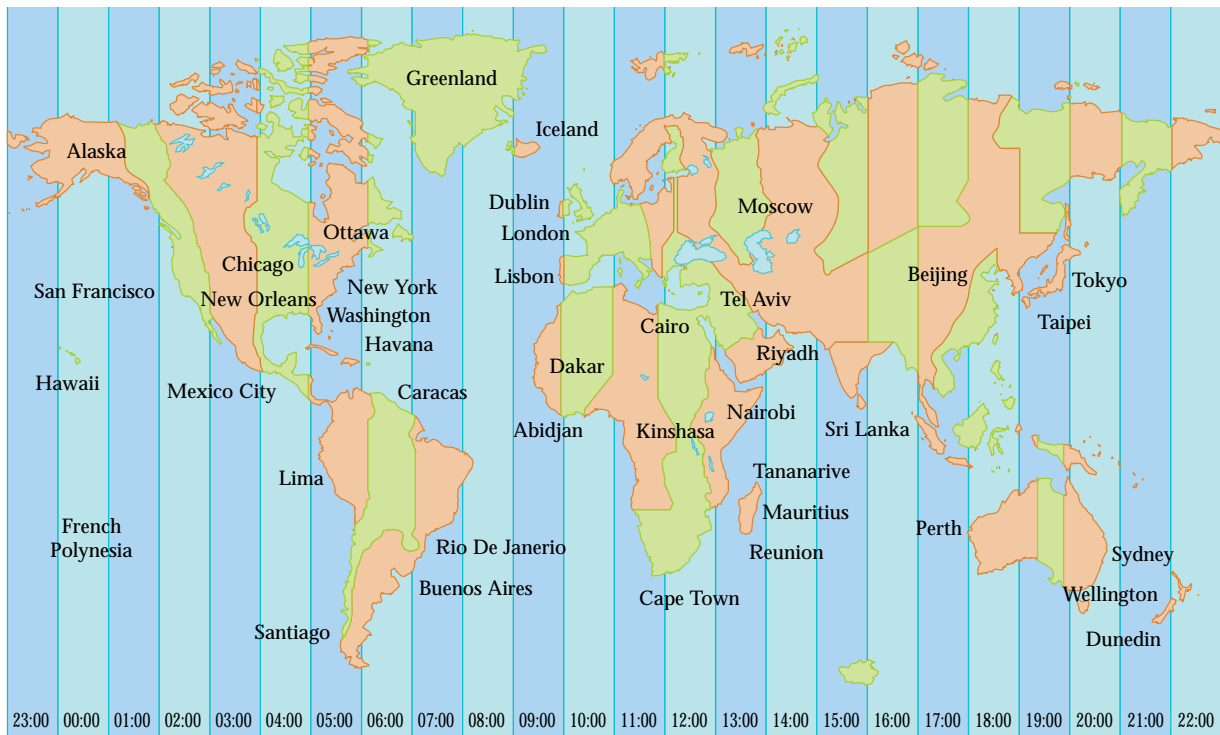 Greenland
Iceland
Alaska
Dublin
Moscow
Ottawa
London
Chicago
Lisbon
Beijing
San Francisco
New Orleans
New York
Tel Aviv
Tokyo
Washington
Cairo
Taipei
Havana
Riyadh
Dakar
Hawaii
Mexico City
Caracas
Nairobi
Abidjan
Kinshasa
Sri Lanka
Lima
Tananarive
Mauritius
French
Polynesia
Perth
Rio De Janerio
Reunion
Sydney
Buenos Aires
Cape Town
Wellington
Santiago
Dunedin
23:00 00:00 01:00 02:00 03:00 04:00 05:00 06:00 07:00 08:00 09:00 10:00 11:00 12:00 13:00 14:00 15:00 16:00 17:00 18:00 19:00 20:00 21:00 22:00